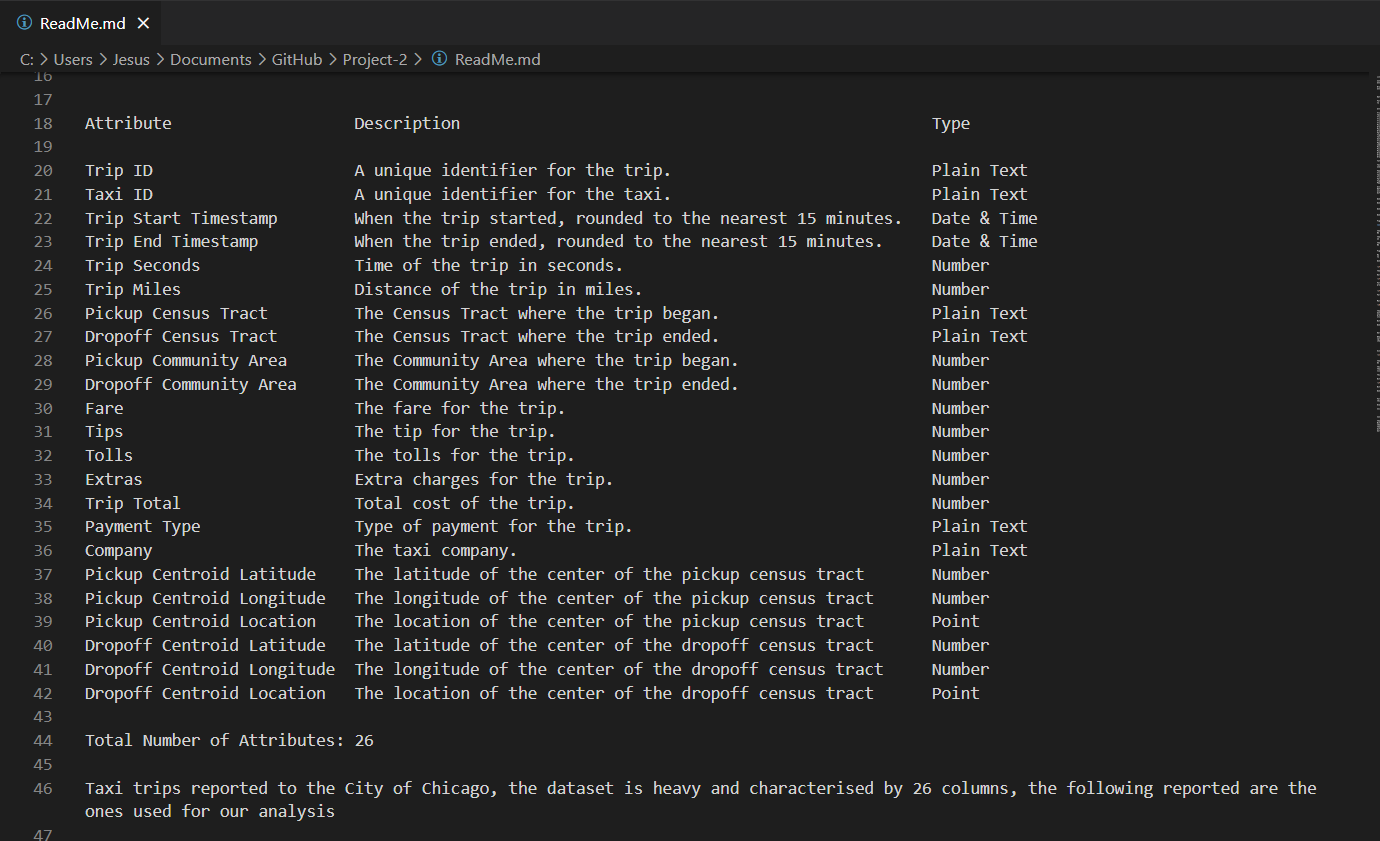 ReadMe.md
C: > Users > Jesus > Documents > GitHub > Project-2 > ReadMe.md
16
17
18 Attribute Description Type
19
20 Trip ID A unique identifier for the trip. Plain Text
21 Taxi ID A unique identifier for the taxi. Plain Text
22 Trip Start Timestamp When the trip started, rounded to the nearest 15 minutes. Date & Time
23 Trip End Timestamp When the trip ended, rounded to the nearest 15 minutes. Date & Time
24 Trip Seconds Time of the trip in seconds. Number
25 Trip Miles Distance of the trip in miles. Number
26 Pickup Census Tract The Census Tract where the trip began. Plain Text
27 Dropoff Census Tract The Census Tract where the trip ended. Plain Text
28 Pickup Community Area The Community Area where the trip began. Number
29 Dropoff Community Area The Community Area where the trip ended. Number
30 Fare The fare for the trip. Number
31 Tips The tip for the trip. Number
32 Tolls The tolls for the trip. Number
33 Extras Extra charges for the trip. Number
34 Trip Total Total cost of the trip. Number
35 Payment Type Type of payment for the trip. Plain Text
36 Company The taxi company. Plain Text
37 Pickup Centroid Latitude The latitude of the center of the pickup census tract Number
38 Pickup Centroid Longitude The longitude of the center of the pickup census tract Number
39 Pickup Centroid Location The location of the center of the pickup census tract Point
40 Dropoff Centroid Latitude The latitude of the center of the dropoff census tract Number
41 Dropoff Centroid Longitude The longitude of the center of the dropoff census tract Number
42 Dropoff Centroid Location The location of the center of the dropoff census tract Point
43
44 Total Number of Attributes: 26
45
46 Taxi trips reported to the City of Chicago, the dataset is heavy and characterised by 26 columns, the following reported are the
ones used for our analysis
47